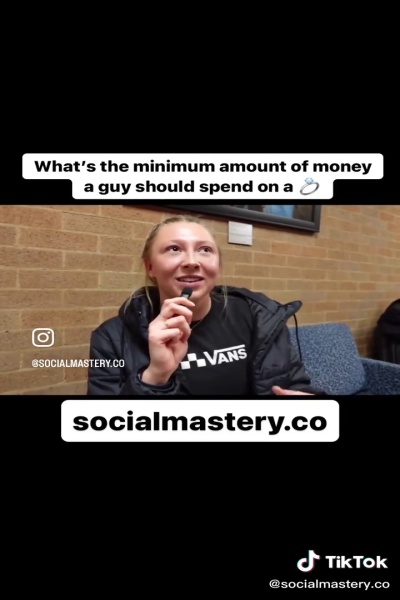 What's the minimum amount of money
a guy should spend on a 💍
VANS
@SOCIALMASTERY.CO
socialmastery.co
TikTok
@socialmastery.co